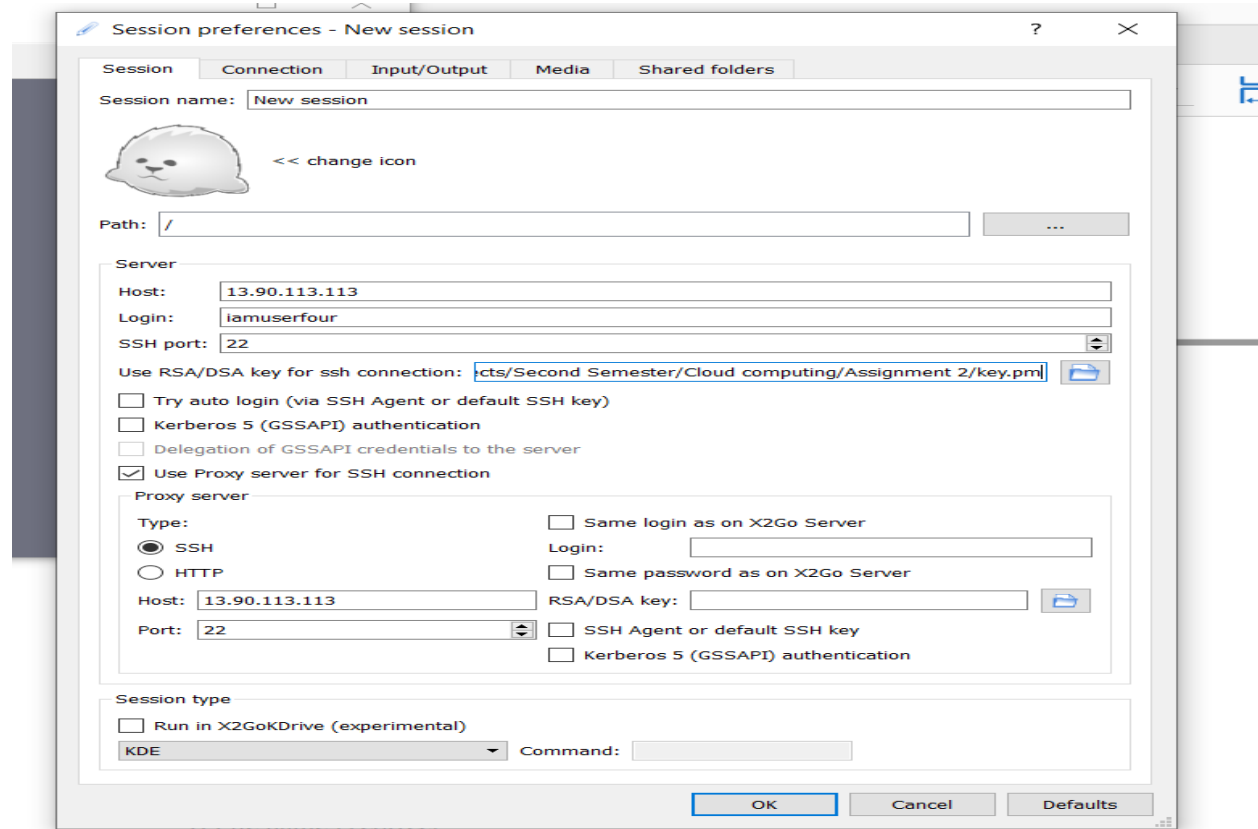 Session preferences - New session ?
Session Connection Input/Output Media Shared folders
Session name: New session
<< change icon
Path: / ...
Server
Host: 13.90.113.113
Login: iamuserfour
SSH port: 22
Use RSA/DSA key for ssh connection: cts/Second Semester/Cloud computing/Assignment 2/key.pm
Try auto login (via SSH Agent or default SSH key)
Kerberos 5 (GSSAPI) authentication
Delegation of GSSAPI credentials to the server
Use Proxy server for SSH connection
Proxy server
Type: Same login as on X2Go Server
SSH Login:
HTTP Same password as on X2Go Server
Host: 13.90.113.113 RSA/DSA key:
Port: 22 SSH Agent or default SSH key
Kerberos 5 (GSSAPI) authentication
Session type
Run in X2GoKDrive (experimental)
KDE Command:
OK Cancel Defaults